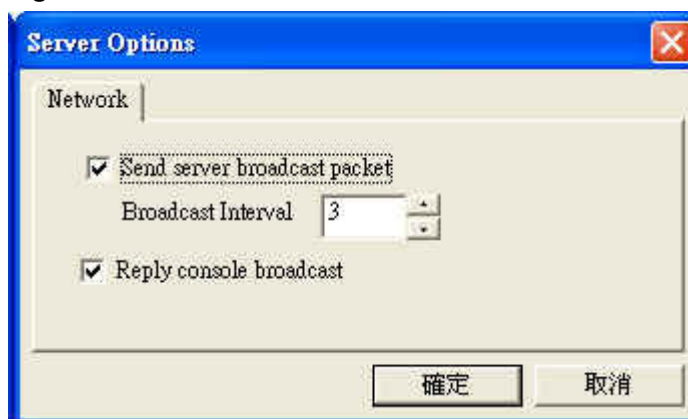 Server Options
Network
Send server broadcast packet
Broadcast Interval 3
Reply console broadcast
確定 取消